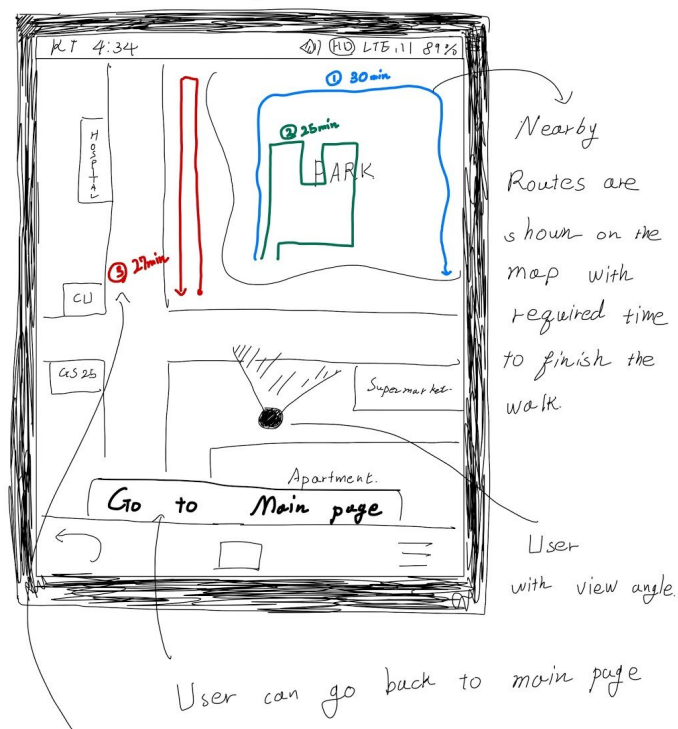 KT 4:34 HD LTE 89%
① 30min
② 25min
PARK
HOSPITAL
③ 27min
CU
GS25
Supermarket.
Apartment.
Go to Main page
Nearby
Routes are
shown on the
map with
required time
to finish the
walk.
User
with view angle.
User can go back to main page